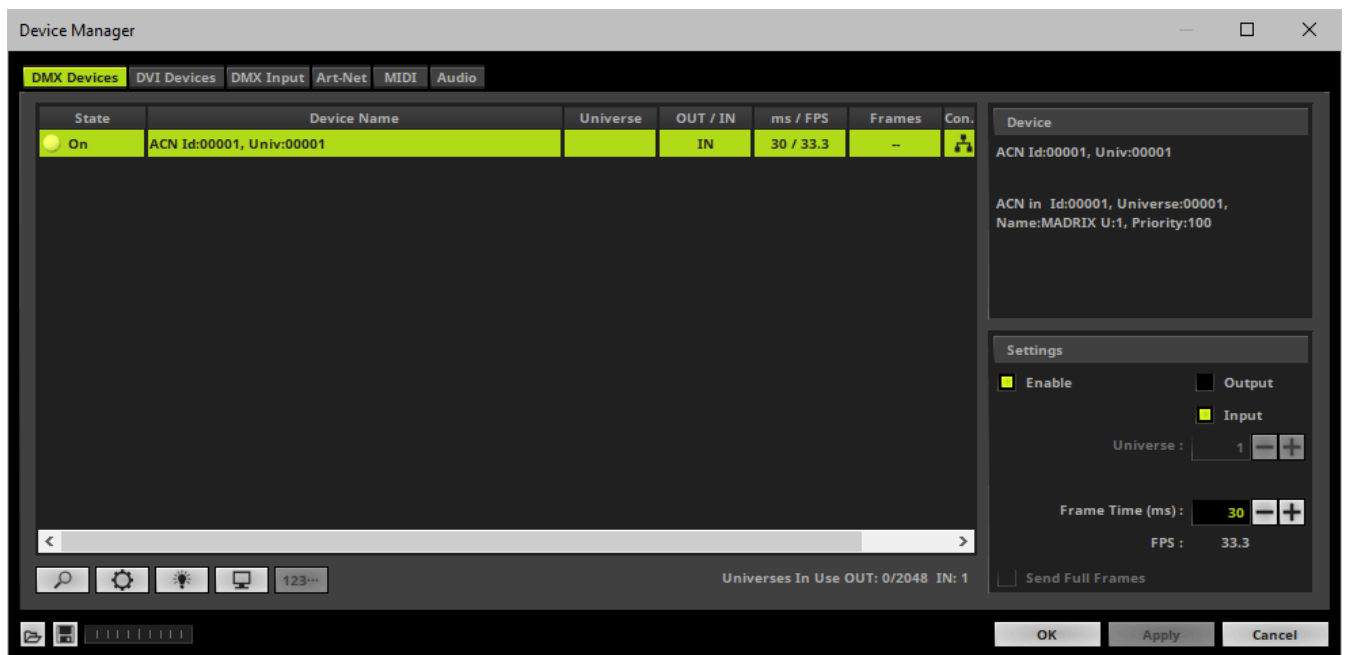 Device Manager
DMX Devices DVI Devices DMX Input Art-Net MIDI Audio
State Device Name Universe OUT / IN ms / FPS Frames Con.
On ACN Id:00001, Univ:00001 IN 30 / 33.3 --
Device
ACN Id:00001, Univ:00001
ACN in Id:00001, Universe:00001,
Name:MADRIX U:1, Priority:100
Settings
Enable Output
Input
Universe : 1
Frame Time (ms) : 30
FPS : 33.3
Send Full Frames
123...
Universes In Use OUT: 0/2048 IN: 1
OK Apply Cancel